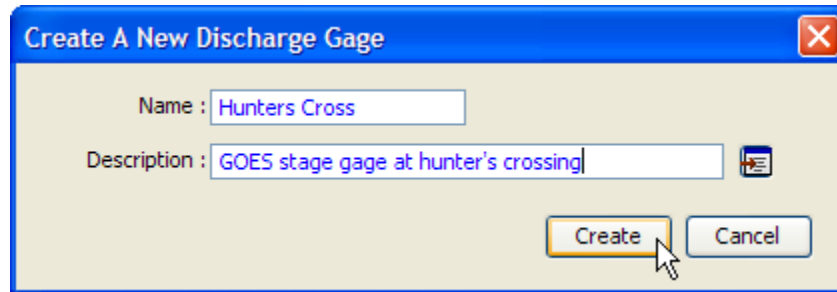 Create A New Discharge Gage
Name : Hunters Cross
Description : GOES stage gage at hunter's crossing
Create Cancel